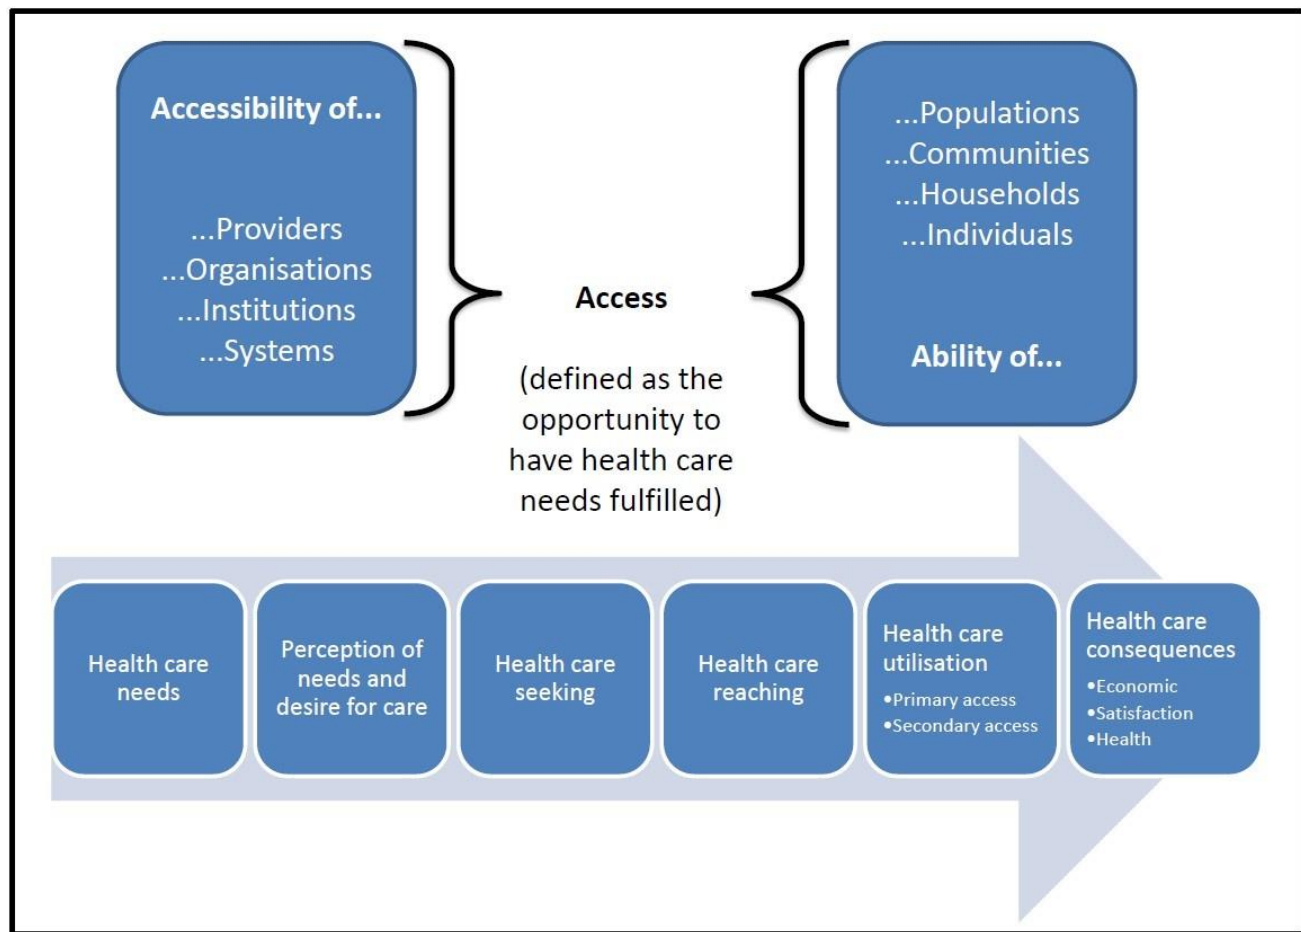 Accessibility of...
...Providers
...Organisations
...Institutions
...Systems
Access
(defined as the
opportunity to
have health care
needs fulfilled)
...Populations
...Communities
...Households
...Individuals
Ability of...
Health care
needs
Perception of
needs and
desire for care
Health care
seeking
Health care
reaching
Health care
utilisation
•Primary access
•Secondary access
Health care
consequences
•Economic
•Satisfaction
•Health